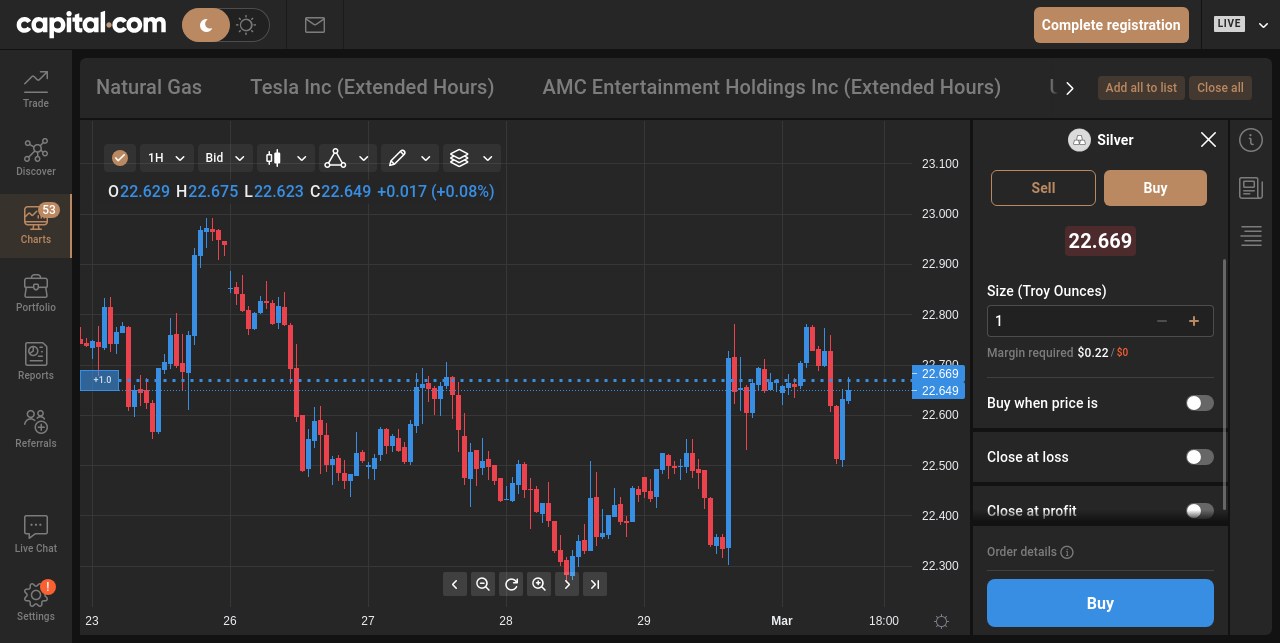 capital.com
Complete registration
LIVE
Natural Gas
Tesla Inc (Extended Hours)
AMC Entertainment Holdings Inc (Extended Hours)
Add all to list
Close all
Trade
Discover
53
Charts
Portfolio
Reports
Referrals
Live Chat
!
Settings
1H
Bid
O22.629 H22.675 L22.623 C22.649 +0.017 (+0.08%)
+1.0
23.100
23.000
22.900
22.800
22.700
22.669
22.649
22.600
22.500
22.400
22.300
23
26
27
28
29
Mar
18:00
Silver
Sell
Buy
22.669
Size (Troy Ounces)
1
Margin required $0.22 / $0
Buy when price is
Close at loss
Close at profit
Order details
Buy